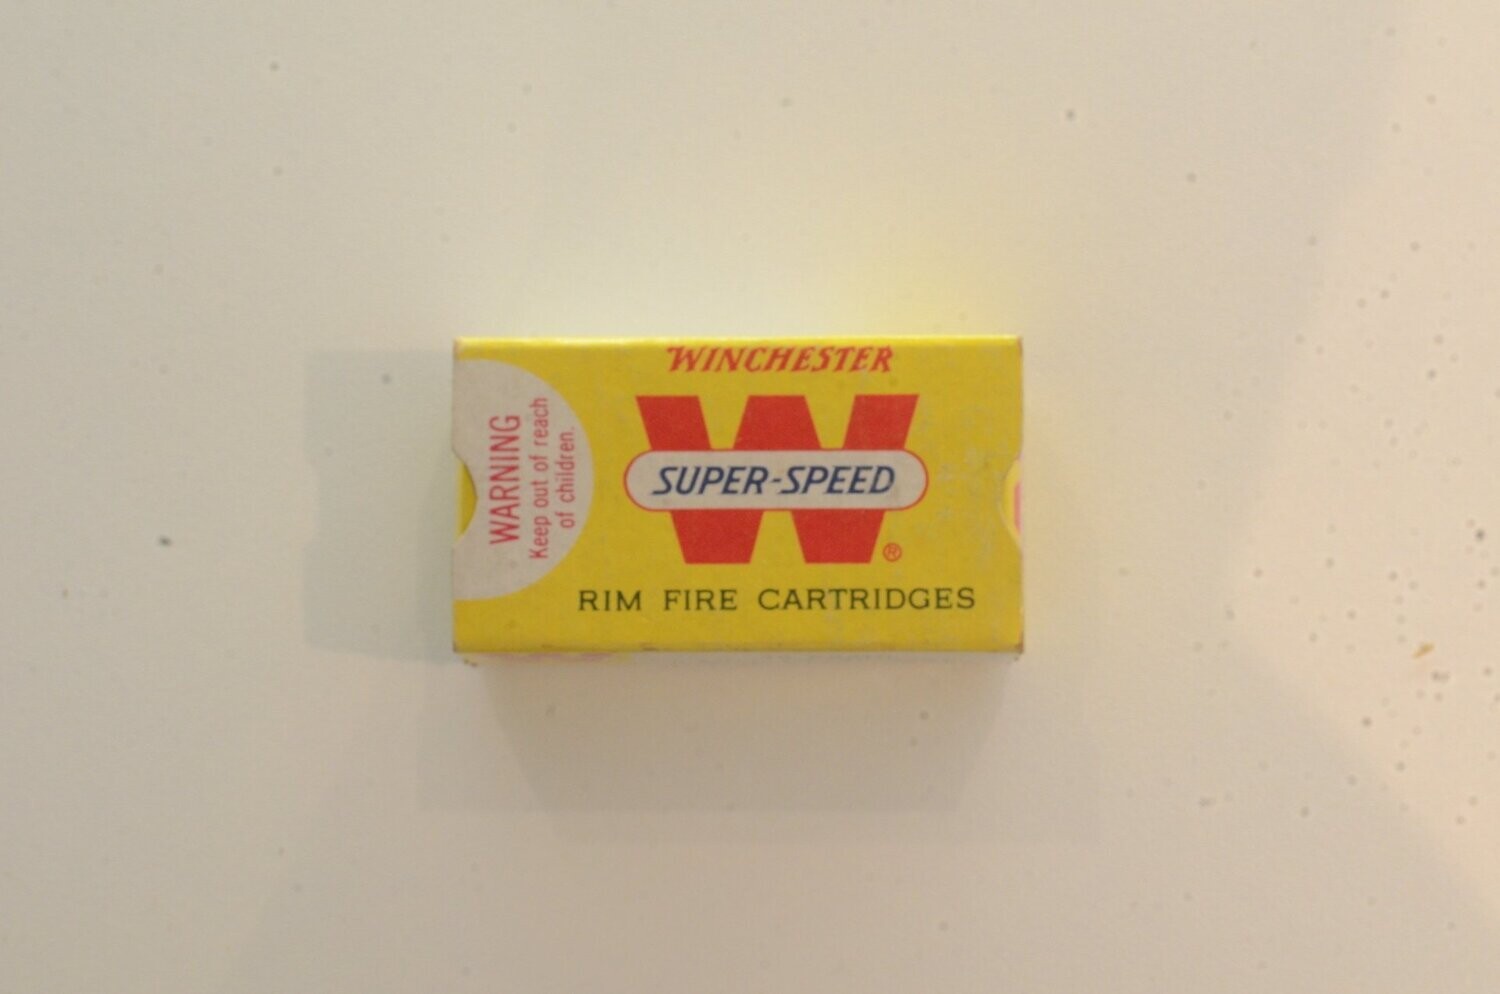 WINCHESTER
W
SUPER-SPEED
®
RIM FIRE CARTRIDGES
WARNING
Keep out of reach
of children.